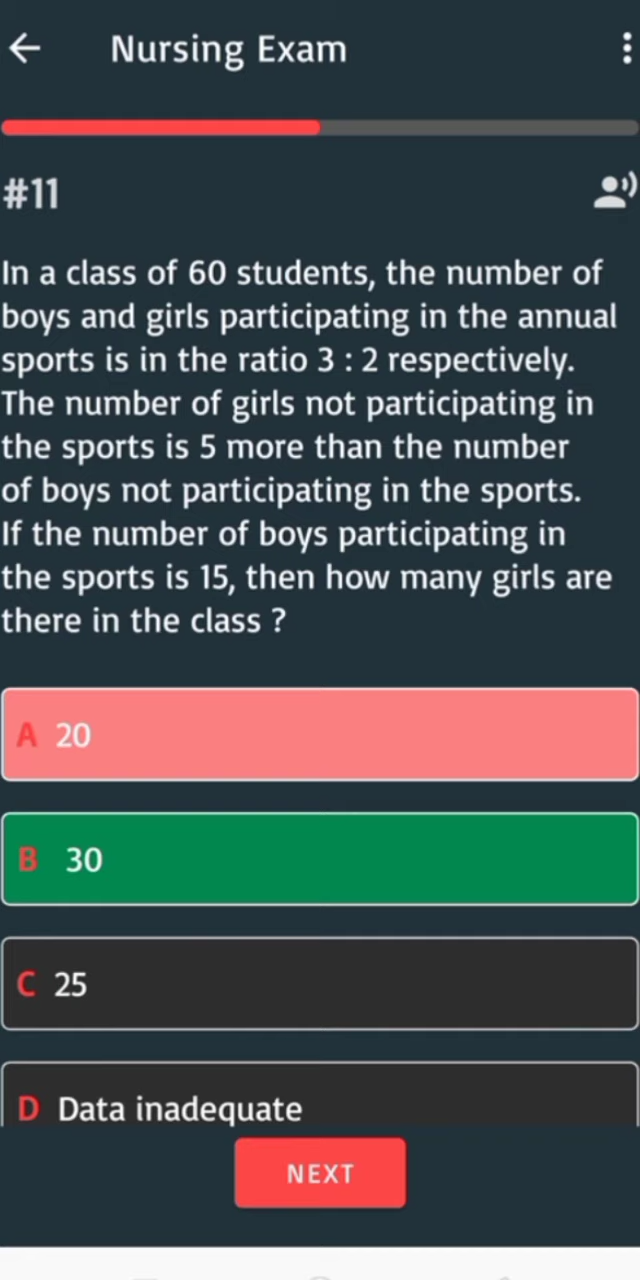 Nursing Exam
#11
In a class of 60 students, the number of
boys and girls participating in the annual
sports is in the ratio 3 : 2 respectively.
The number of girls not participating in
the sports is 5 more than the number
of boys not participating in the sports.
If the number of boys participating in
the sports is 15, then how many girls are
there in the class ?
A 20
B 30
C 25
D Data inadequate
NEXT